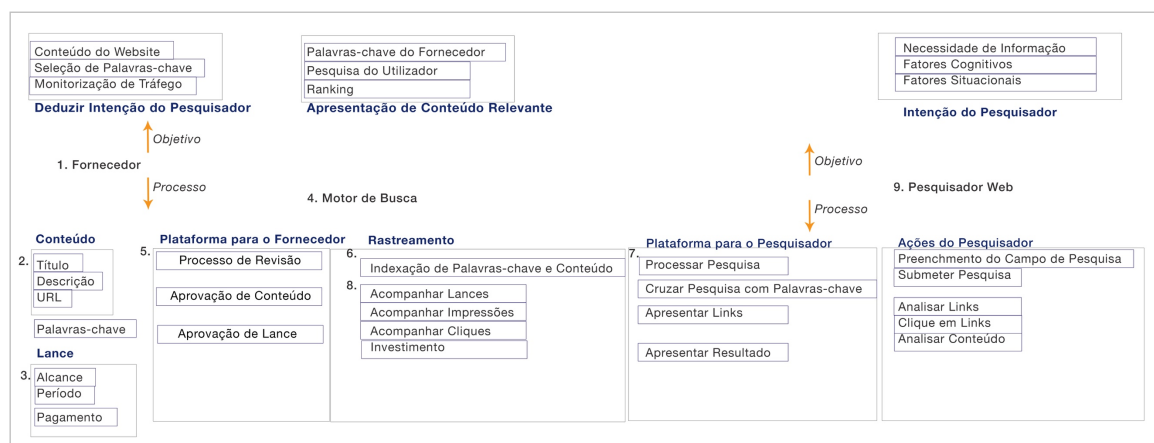 Conteúdo do Website
Seleção de Palavras-chave
Monitorização de Tráfego
Deduzir Intenção do Pesquisador
Palavras-chave do Fornecedor
Pesquisa do Utilizador
Ranking
Apresentação de Conteúdo Relevante
Necessidade de Informação
Fatores Cognitivos
Fatores Situacionais
Intenção do Pesquisador
Objetivo
1. Fornecedor
Processo
4. Motor de Busca
Objetivo
Processo
9. Pesquisador Web
Conteúdo
2.
Título
Descrição
URL
Palavras-chave
Lance
3.
Alcance
Período
Pagamento
Plataforma para o Fornecedor
5.
Processo de Revisão
Aprovação de Conteúdo
Aprovação de Lance
Rastreamento
6.
Indexação de Palavras-chave e Conteúdo
8.
Acompanhar Lances
Acompanhar Impressões
Acompanhar Cliques
Investimento
Plataforma para o Pesquisador
7.
Processar Pesquisa
Cruzar Pesquisa com Palavras-chave
Apresentar Links
Apresentar Resultado
Ações do Pesquisador
Preenchmento do Campo de Pesquisa
Submeter Pesquisa
Analisar Links
Clique em Links
Analisar Conteúdo